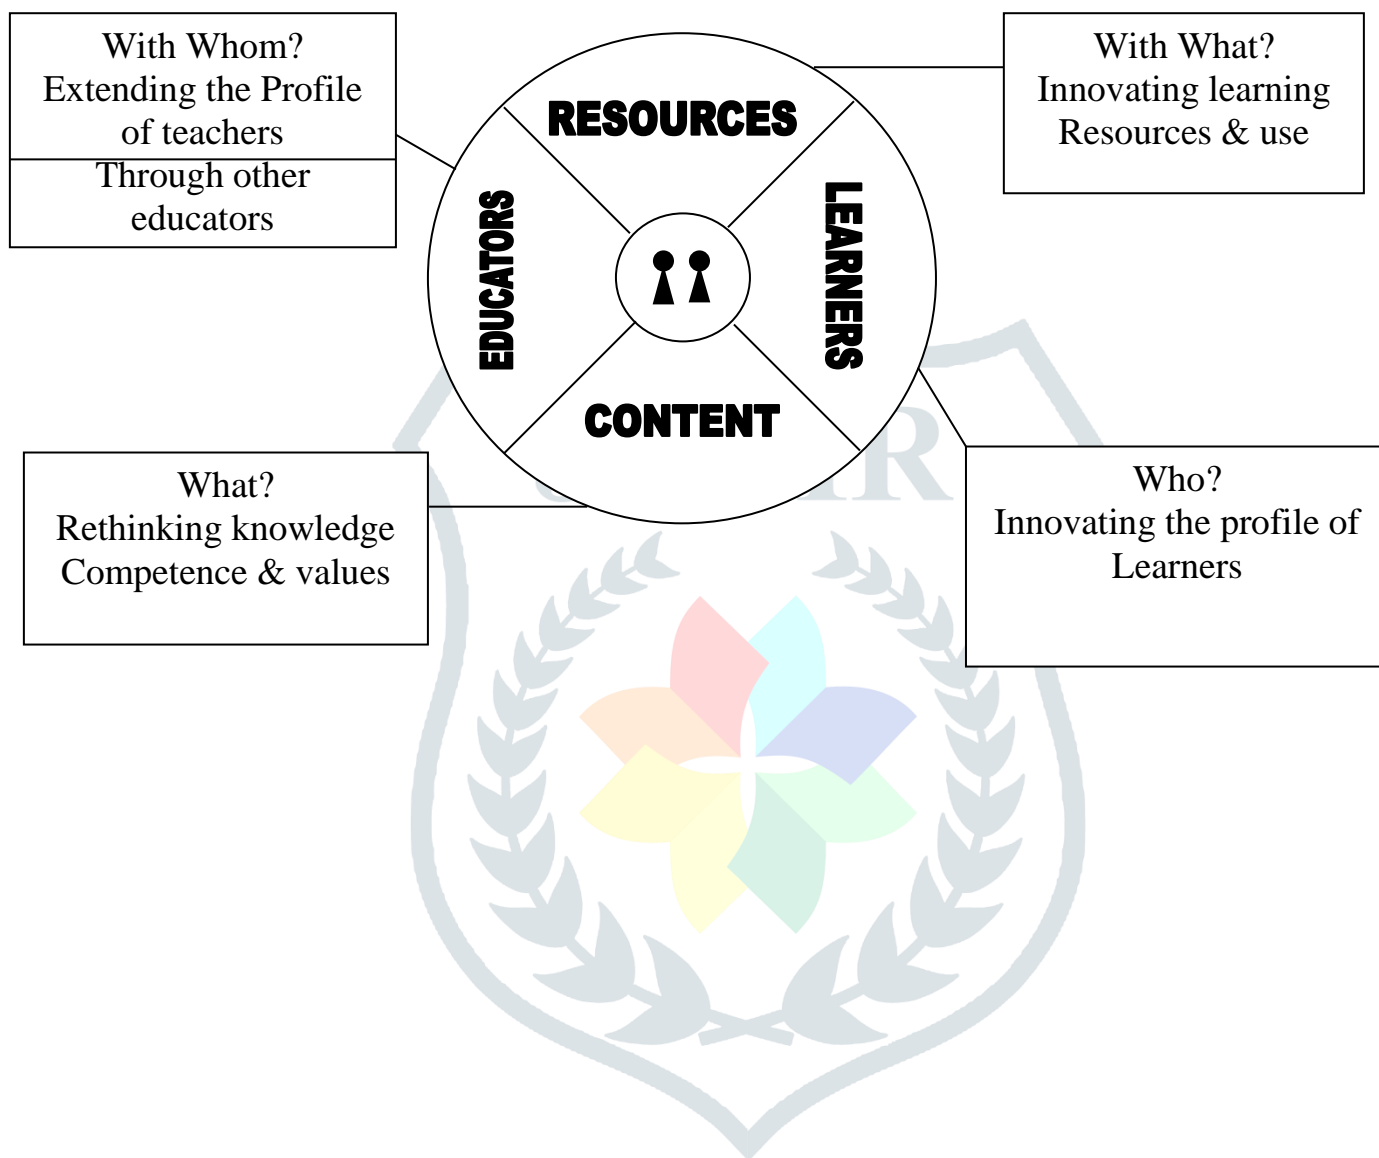 With Whom?
Extending the Profile
of teachers
Through other
educators
RESOURCES
With What?
Innovating learning
Resources & use
EDUCATORS
LEARNERS
CONTENT
What?
Rethinking knowledge
Competence & values
Who?
Innovating the profile of
Learners